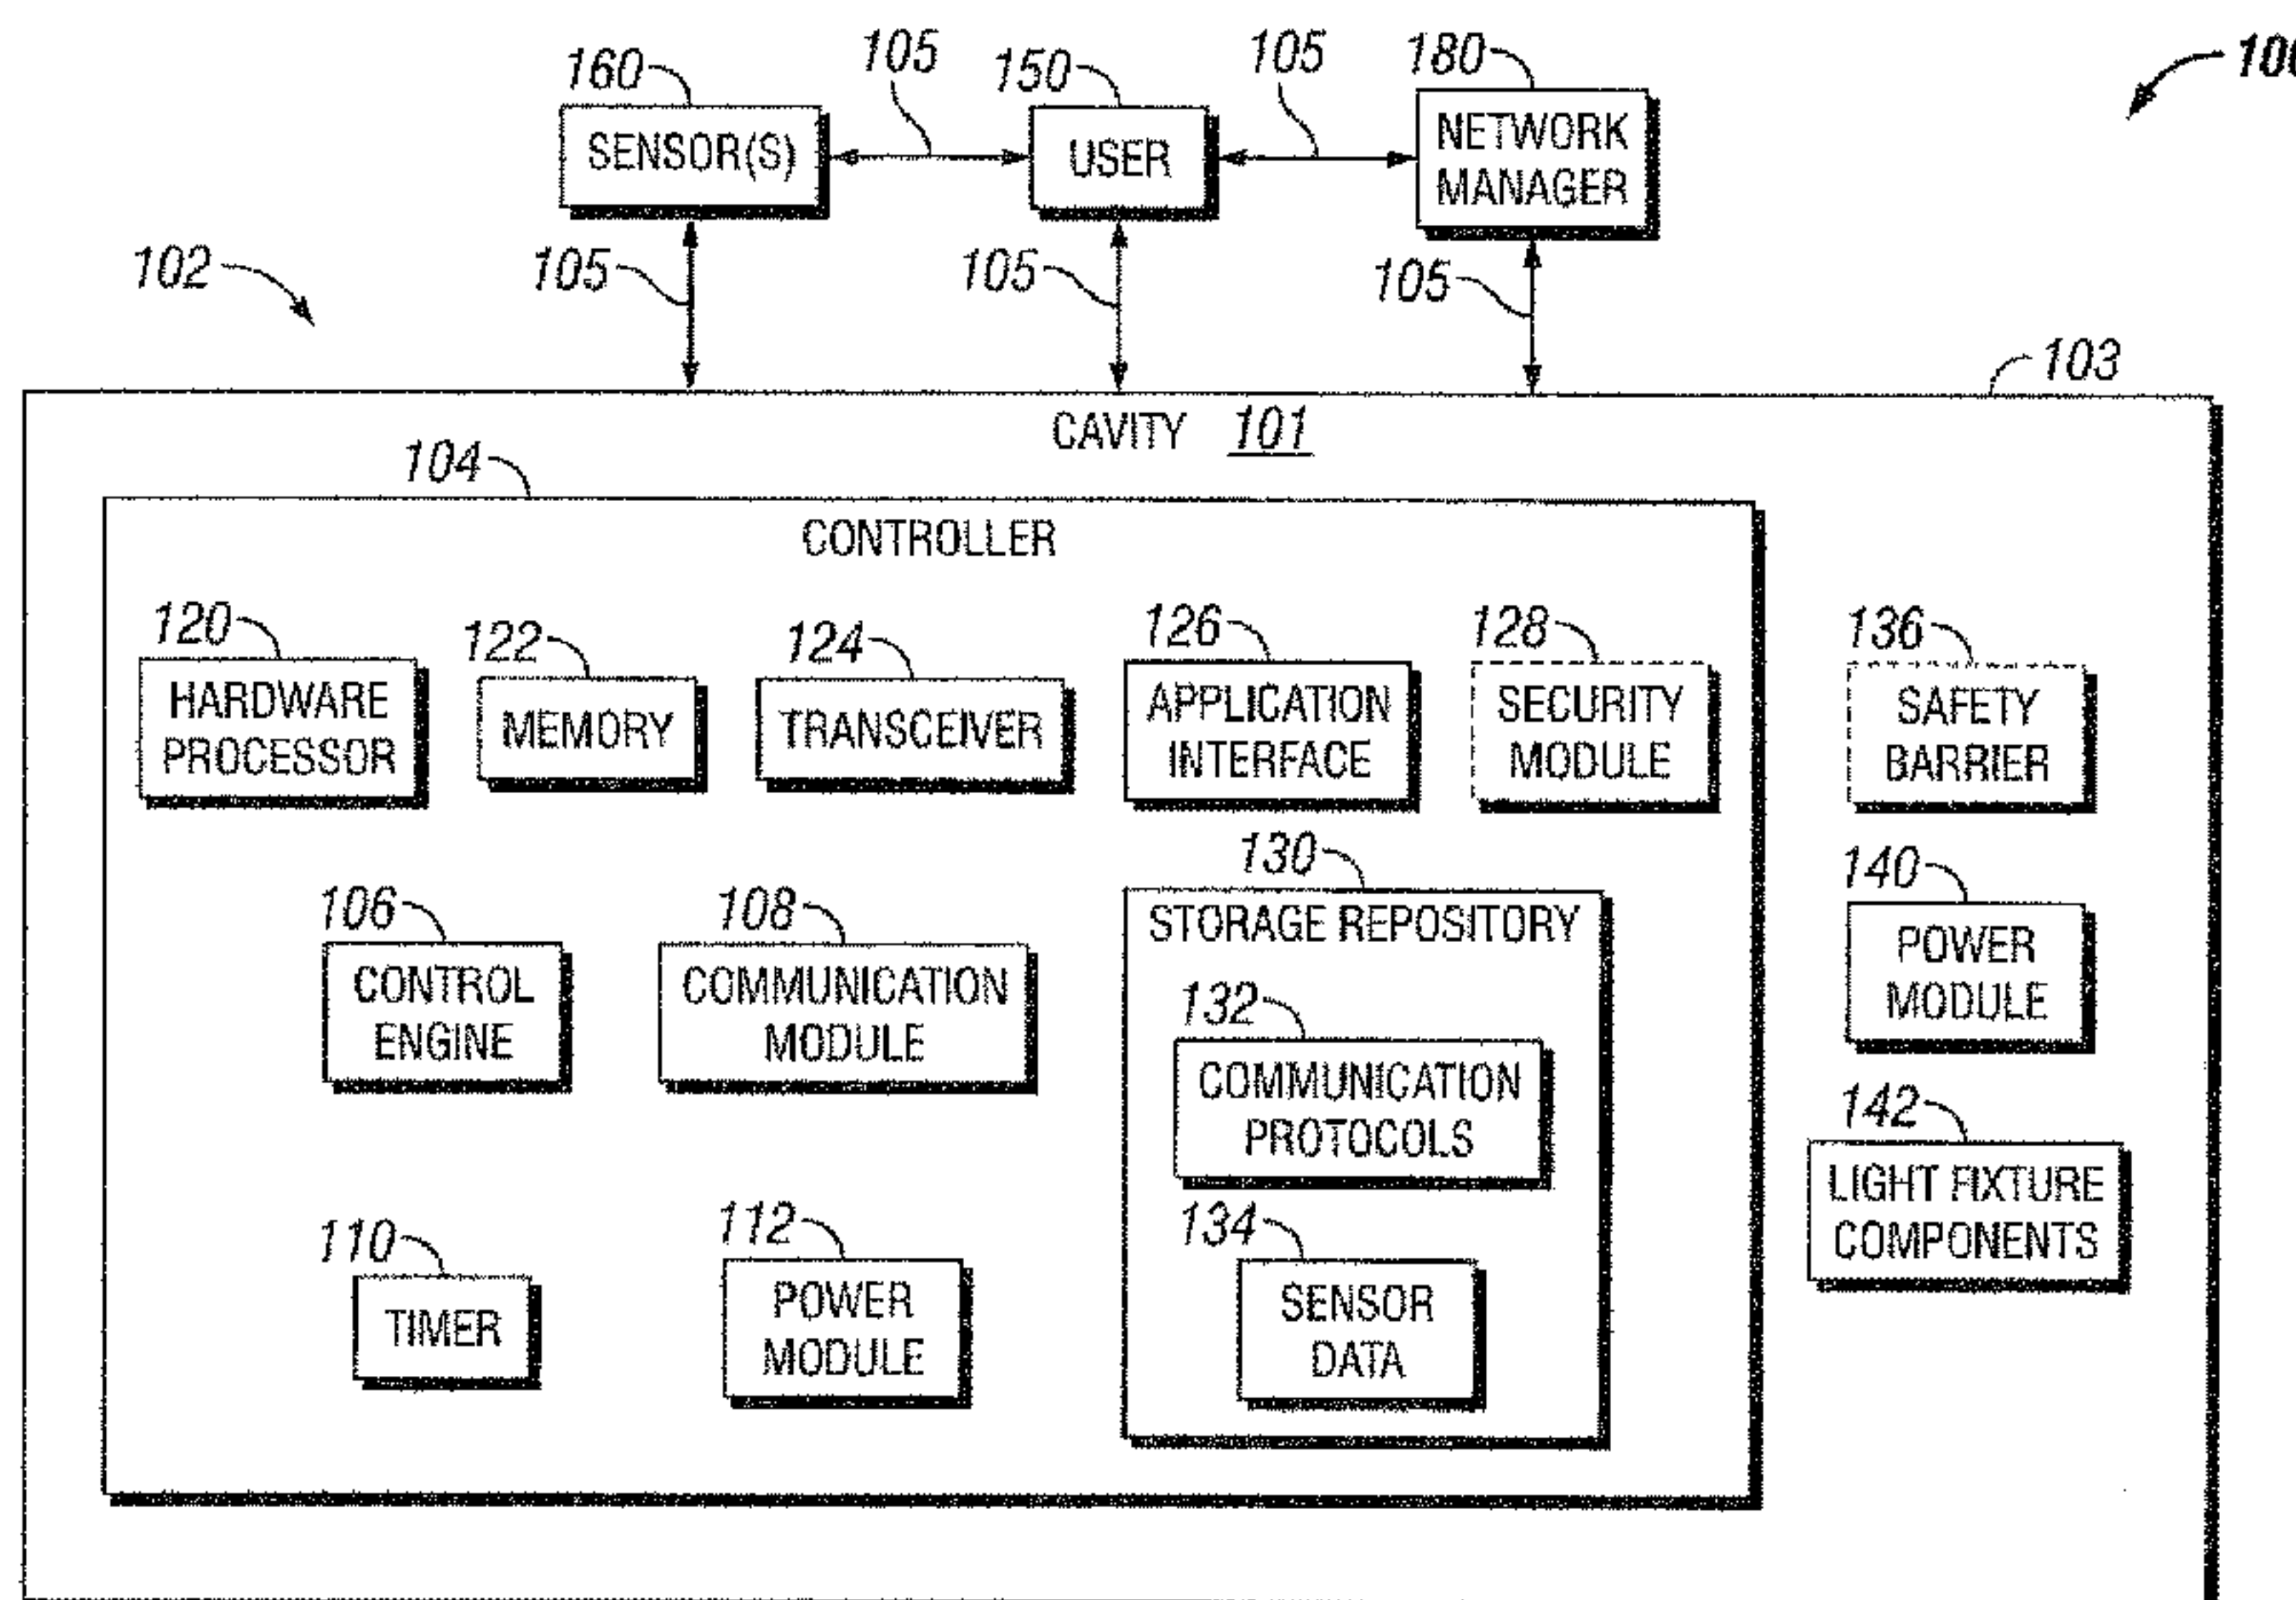 160 105 150 105 180 100
SENSOR(S) USER NETWORK
MANAGER
102 105 105 105
103
CAVITY 101
104
CONTROLLER
120 122 124 126 128 136
HARDWARE
PROCESSOR
MEMORY
TRANSCEIVER
APPLICATION
INTERFACE
SECURITY
MODULE
SAFETY
BARRIER
106 108 130 140
CONTROL
ENGINE
COMMUNICATION
MODULE
STORAGE REPOSITORY
POWER
MODULE
132
COMMUNICATION
PROTOCOLS
142
LIGHT FIXTURE
COMPONENTS
110 112 134
TIMER
POWER
MODULE
SENSOR
DATA